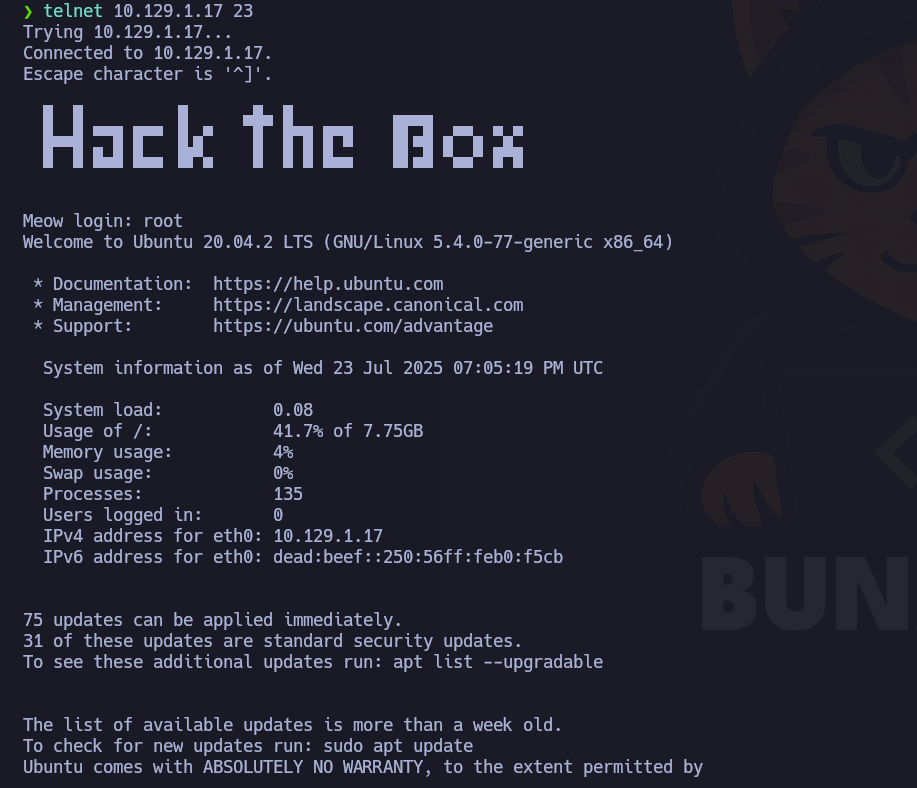 ❯ telnet 10.129.1.17 23
Trying 10.129.1.17...
Connected to 10.129.1.17.
Escape character is '^]'.
Hack the Box
Meow login: root
Welcome to Ubuntu 20.04.2 LTS (GNU/Linux 5.4.0-77-generic x86_64)
* Documentation:  https://help.ubuntu.com
* Management:     https://landscape.canonical.com
* Support:        https://ubuntu.com/advantage
System information as of Wed 23 Jul 2025 07:05:19 PM UTC
System load:           0.08
Usage of /:            41.7% of 7.75GB
Memory usage:          4%
Swap usage:            0%
Processes:             135
Users logged in:       0
IPv4 address for eth0: 10.129.1.17
IPv6 address for eth0: dead:beef::250:56ff:feb0:f5cb
BUN
75 updates can be applied immediately.
31 of these updates are standard security updates.
To see these additional updates run: apt list --upgradable
The list of available updates is more than a week old.
To check for new updates run: sudo apt update
Ubuntu comes with ABSOLUTELY NO WARRANTY, to the extent permitted by